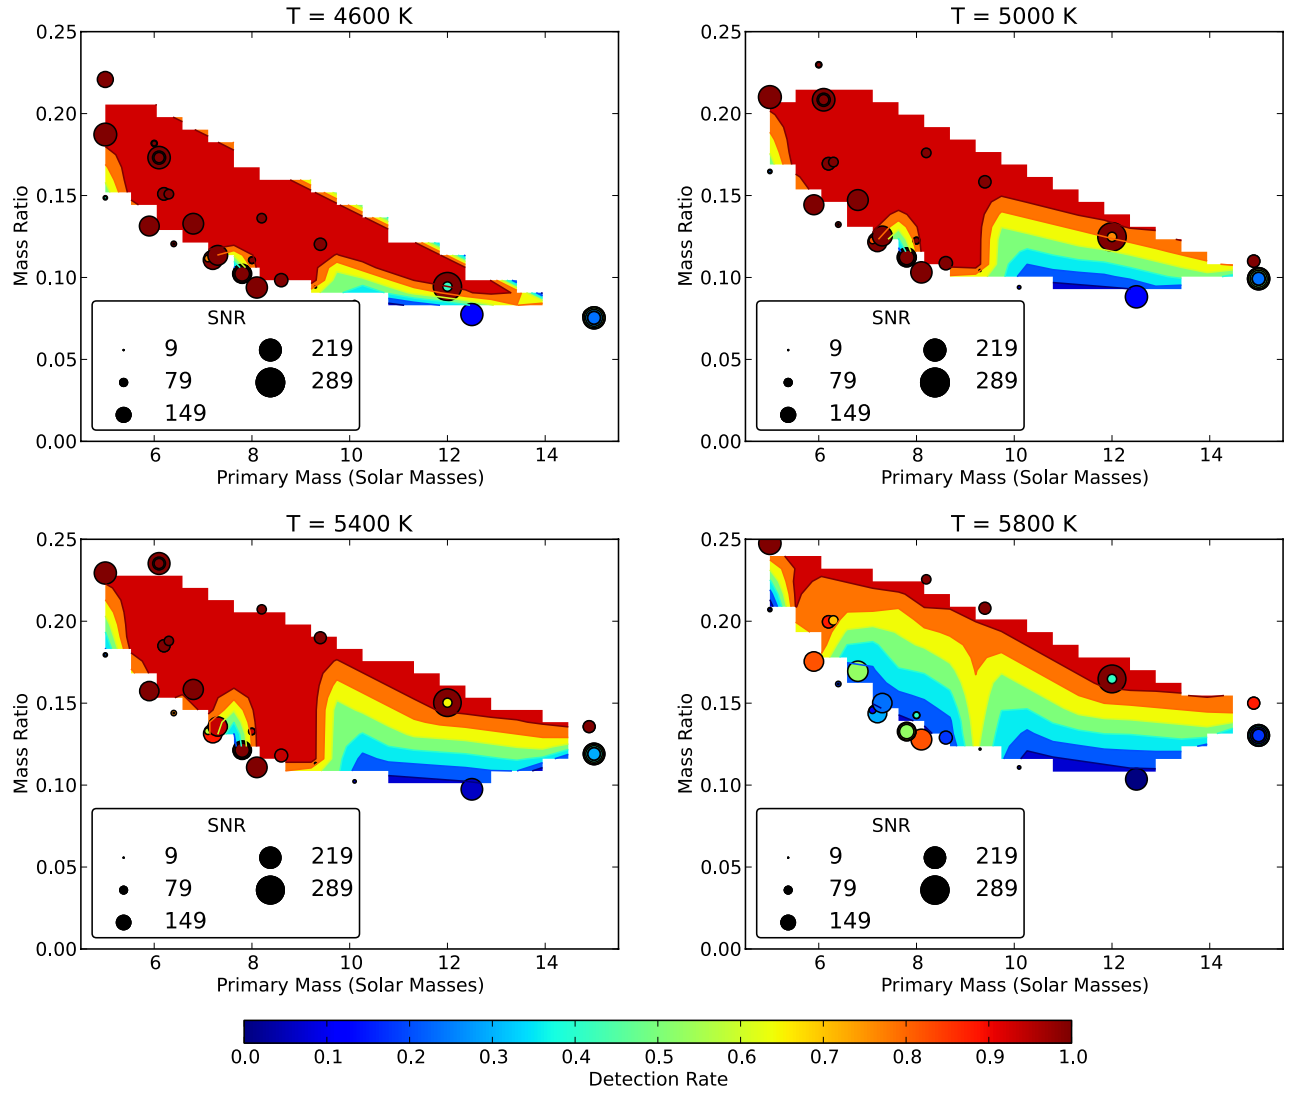 T = 4600 K
0.25
0.20
0.15
0.10
0.05
0.00
Mass Ratio
SNR
9
79
149
219
289
6 8 10 12 14
Primary Mass (Solar Masses)
T = 5000 K
0.25
0.20
0.15
0.10
0.05
0.00
Mass Ratio
SNR
9
79
149
219
289
6 8 10 12 14
Primary Mass (Solar Masses)
T = 5400 K
0.25
0.20
0.15
0.10
0.05
0.00
Mass Ratio
SNR
9
79
149
219
289
6 8 10 12 14
Primary Mass (Solar Masses)
T = 5800 K
0.25
0.20
0.15
0.10
0.05
0.00
Mass Ratio
SNR
9
79
149
219
289
6 8 10 12 14
Primary Mass (Solar Masses)
0.0 0.1 0.2 0.3 0.4 0.5 0.6 0.7 0.8 0.9 1.0
Detection Rate